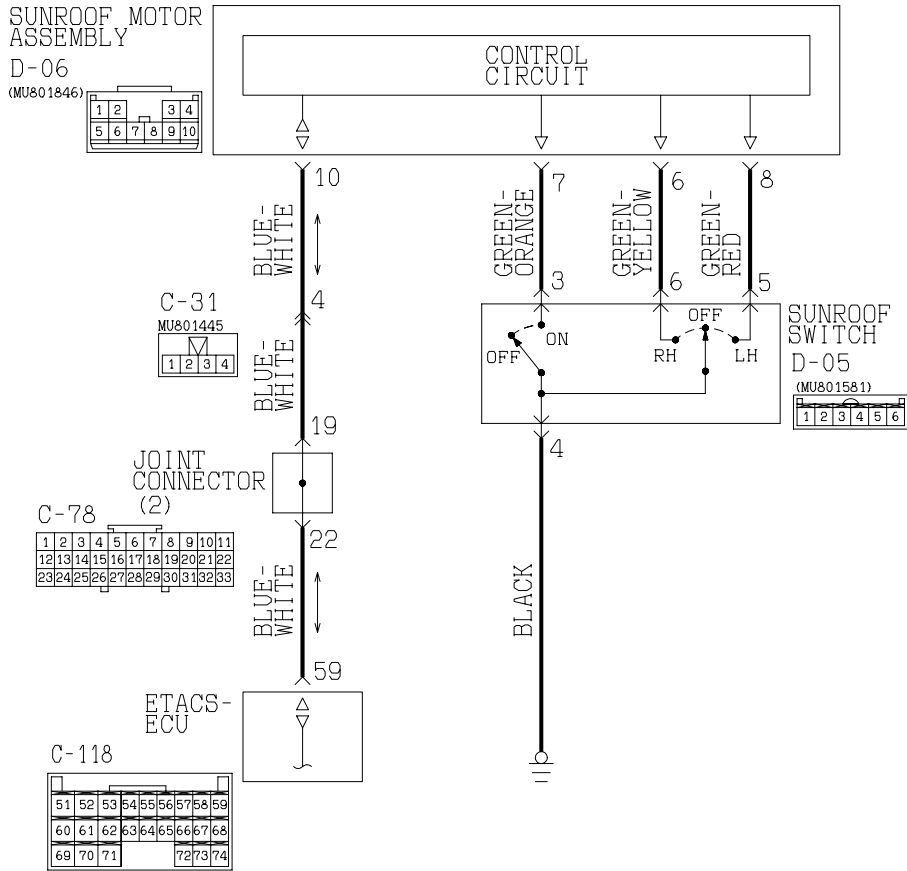 SUNROOF MOTOR
ASSEMBLY
D-06
(MU801846)
1 2 3 4
5 6 7 8 9 10
CONTROL
CIRCUIT
10
7
6
8
BLUE-
WHITE
GREEN-
ORANGE
GREEN-
YELLOW
GREEN-
RED
4
3
6
5
C-31
MU801445
1 2 3 4
BLUE-
WHITE
OFF
ON
OFF
RH
LH
SUNROOF
SWITCH
D-05
(MU801581)
1 2 3 4 5 6
19
4
JOINT
CONNECTOR
(2)
C-78
1 2 3 4 5 6 7 8 9 10 11
12 13 14 15 16 17 18 19 20 21 22
23 24 25 26 27 28 29 30 31 32 33
22
BLUE-
WHITE
BLACK
59
ETACS-
ECU
C-118
51 52 53 54 55 56 57 58 59
60 61 62 63 64 65 66 67 68
69 70 71 72 73 74